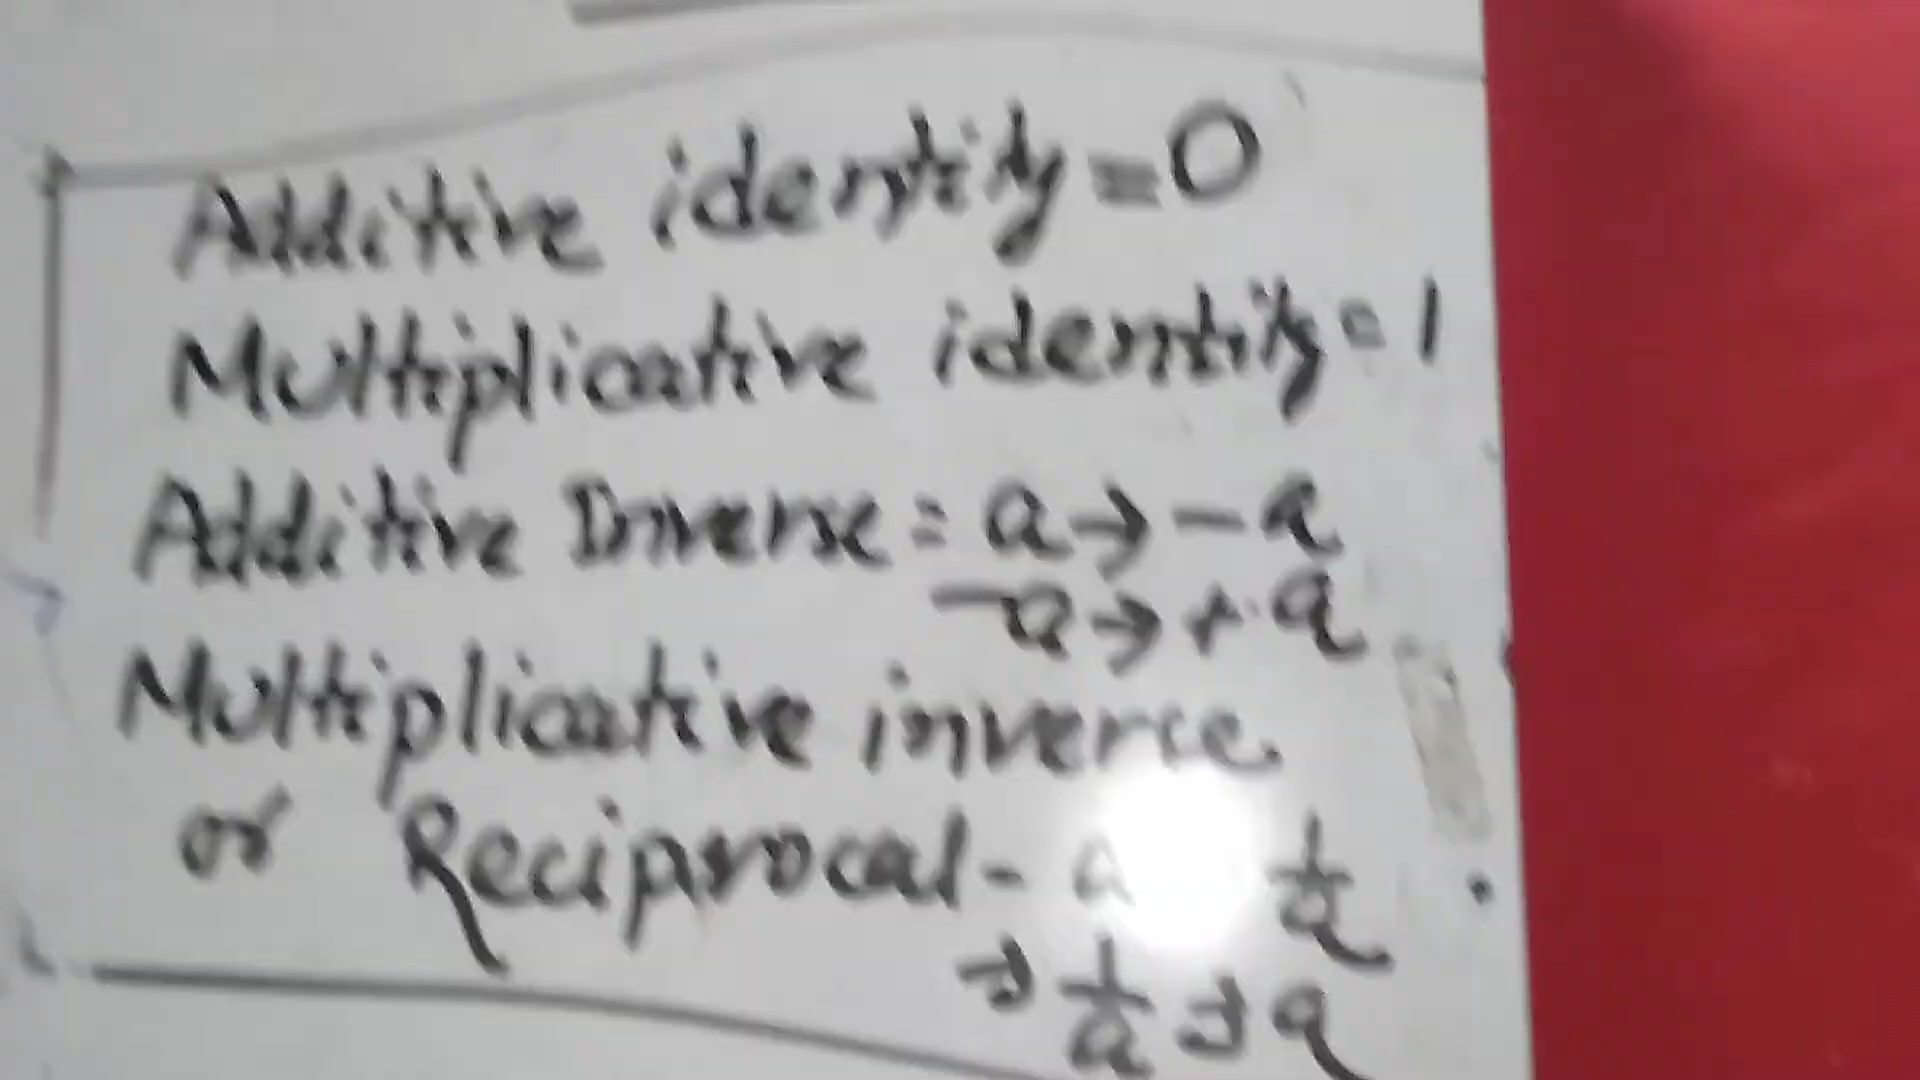 Additive identity = 0
Multiplicative identity = 1
Additive Inverse = a → - a
-a → + a
Multiplicative inverse
or Reciprocal - a 1/a
→ 1/a → a